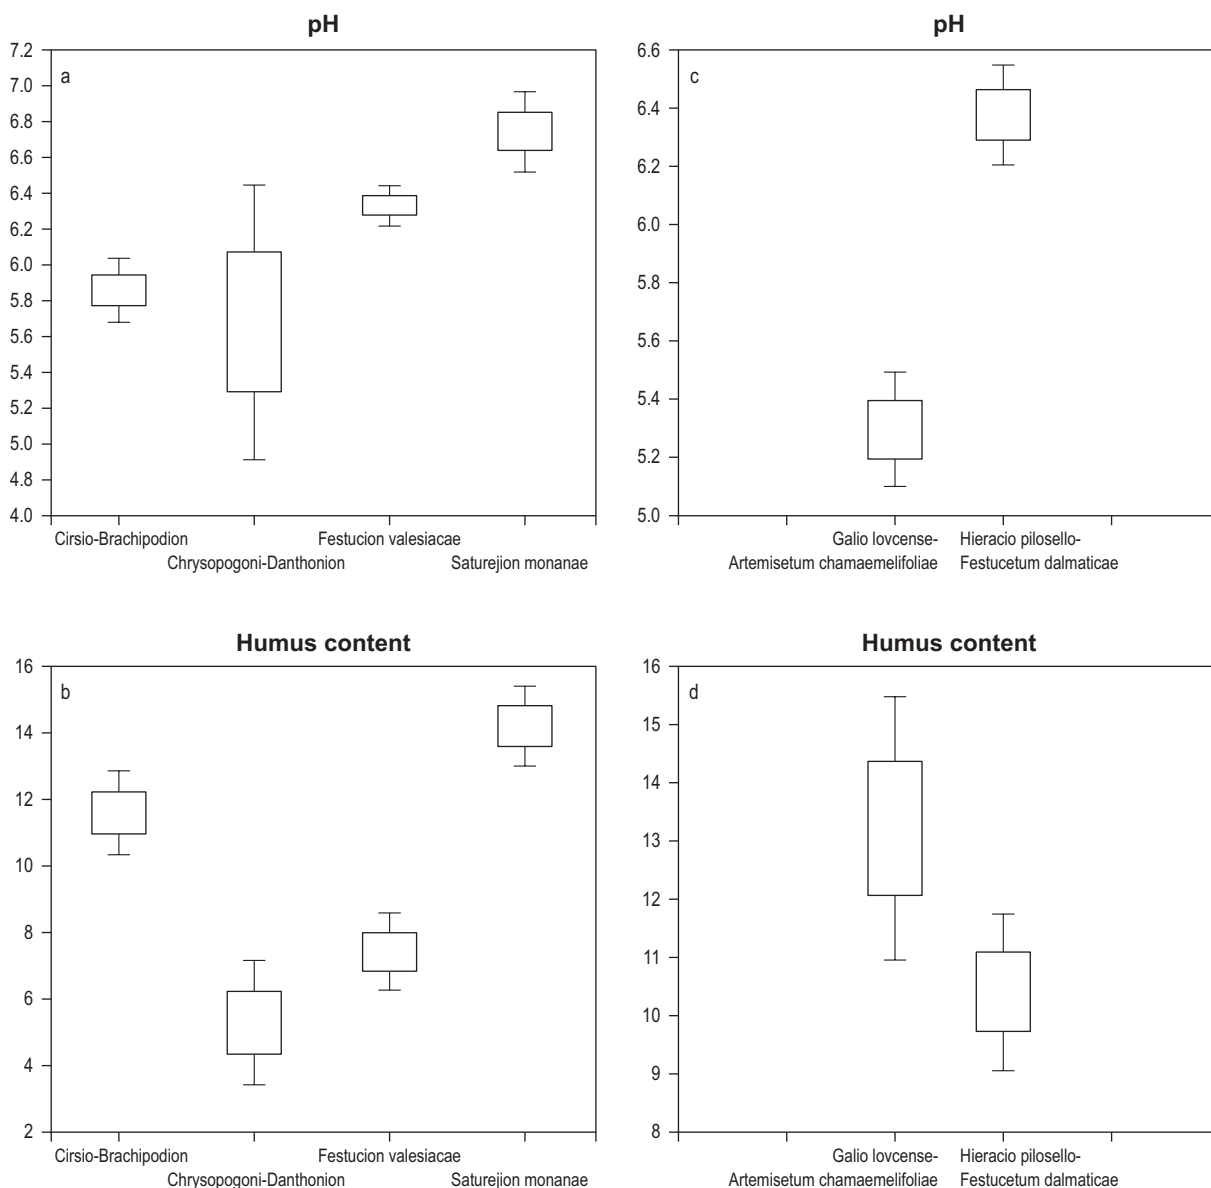 pH
7.2
7.0
6.8
6.6
6.4
6.2
6.0
5.8
5.6
5.4
5.2
5.0
4.8
4.0
a
Cirsio-Brachipodion
Festucion valesiacae
Chrysopogoni-Danthonion
Saturejion monanae
pH
6.6
6.4
6.2
6.0
5.8
5.6
5.4
5.2
5.0
c
Galio lovcense-
Hieracio pilosello-
Artemisetum chamaemelifoliae
Festucetum dalmaticae
Humus content
16
14
12
10
8
6
4
2
b
Cirsio-Brachipodion
Festucion valesiacae
Chrysopogoni-Danthonion
Saturejion monanae
Humus content
16
15
14
13
12
11
10
9
8
d
Galio lovcense-
Hieracio pilosello-
Artemisetum chamaemelifoliae
Festucetum dalmaticae